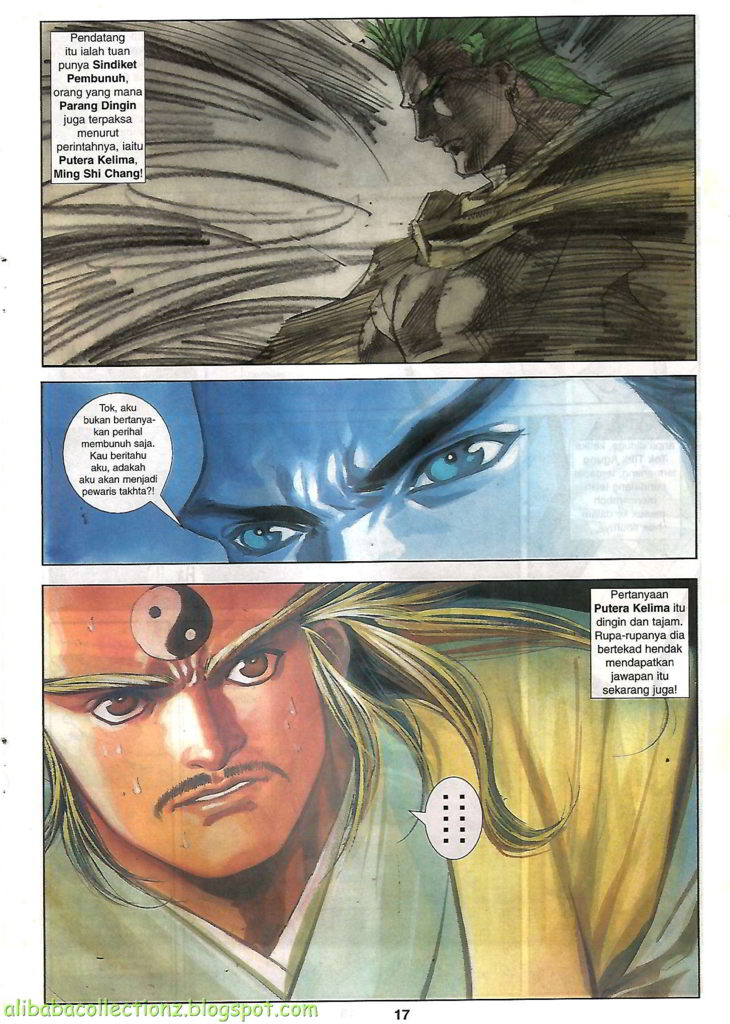 Pendatang
itu ialah tuan
punya Sindiket
Pembunuh,
orang yang mana
Parang Dingin
juga terpaksa
menurut
perintahnya, iaitu
Putera Kelima,
Ming Shi Chang!
Tok, aku
bukan bertanya-
kan perihal
membunuh saja.
Kau beritahu
aku, adakah
aku akan menjadi
pewaris takhta?!
Pertanyaan
Putera Kelima itu
dingin dan tajam.
Rupa-rupanya dia
bertekad hendak
mendapatkan
jawapan itu
sekarang juga!
alibabacollectionz.blogspot.com
17